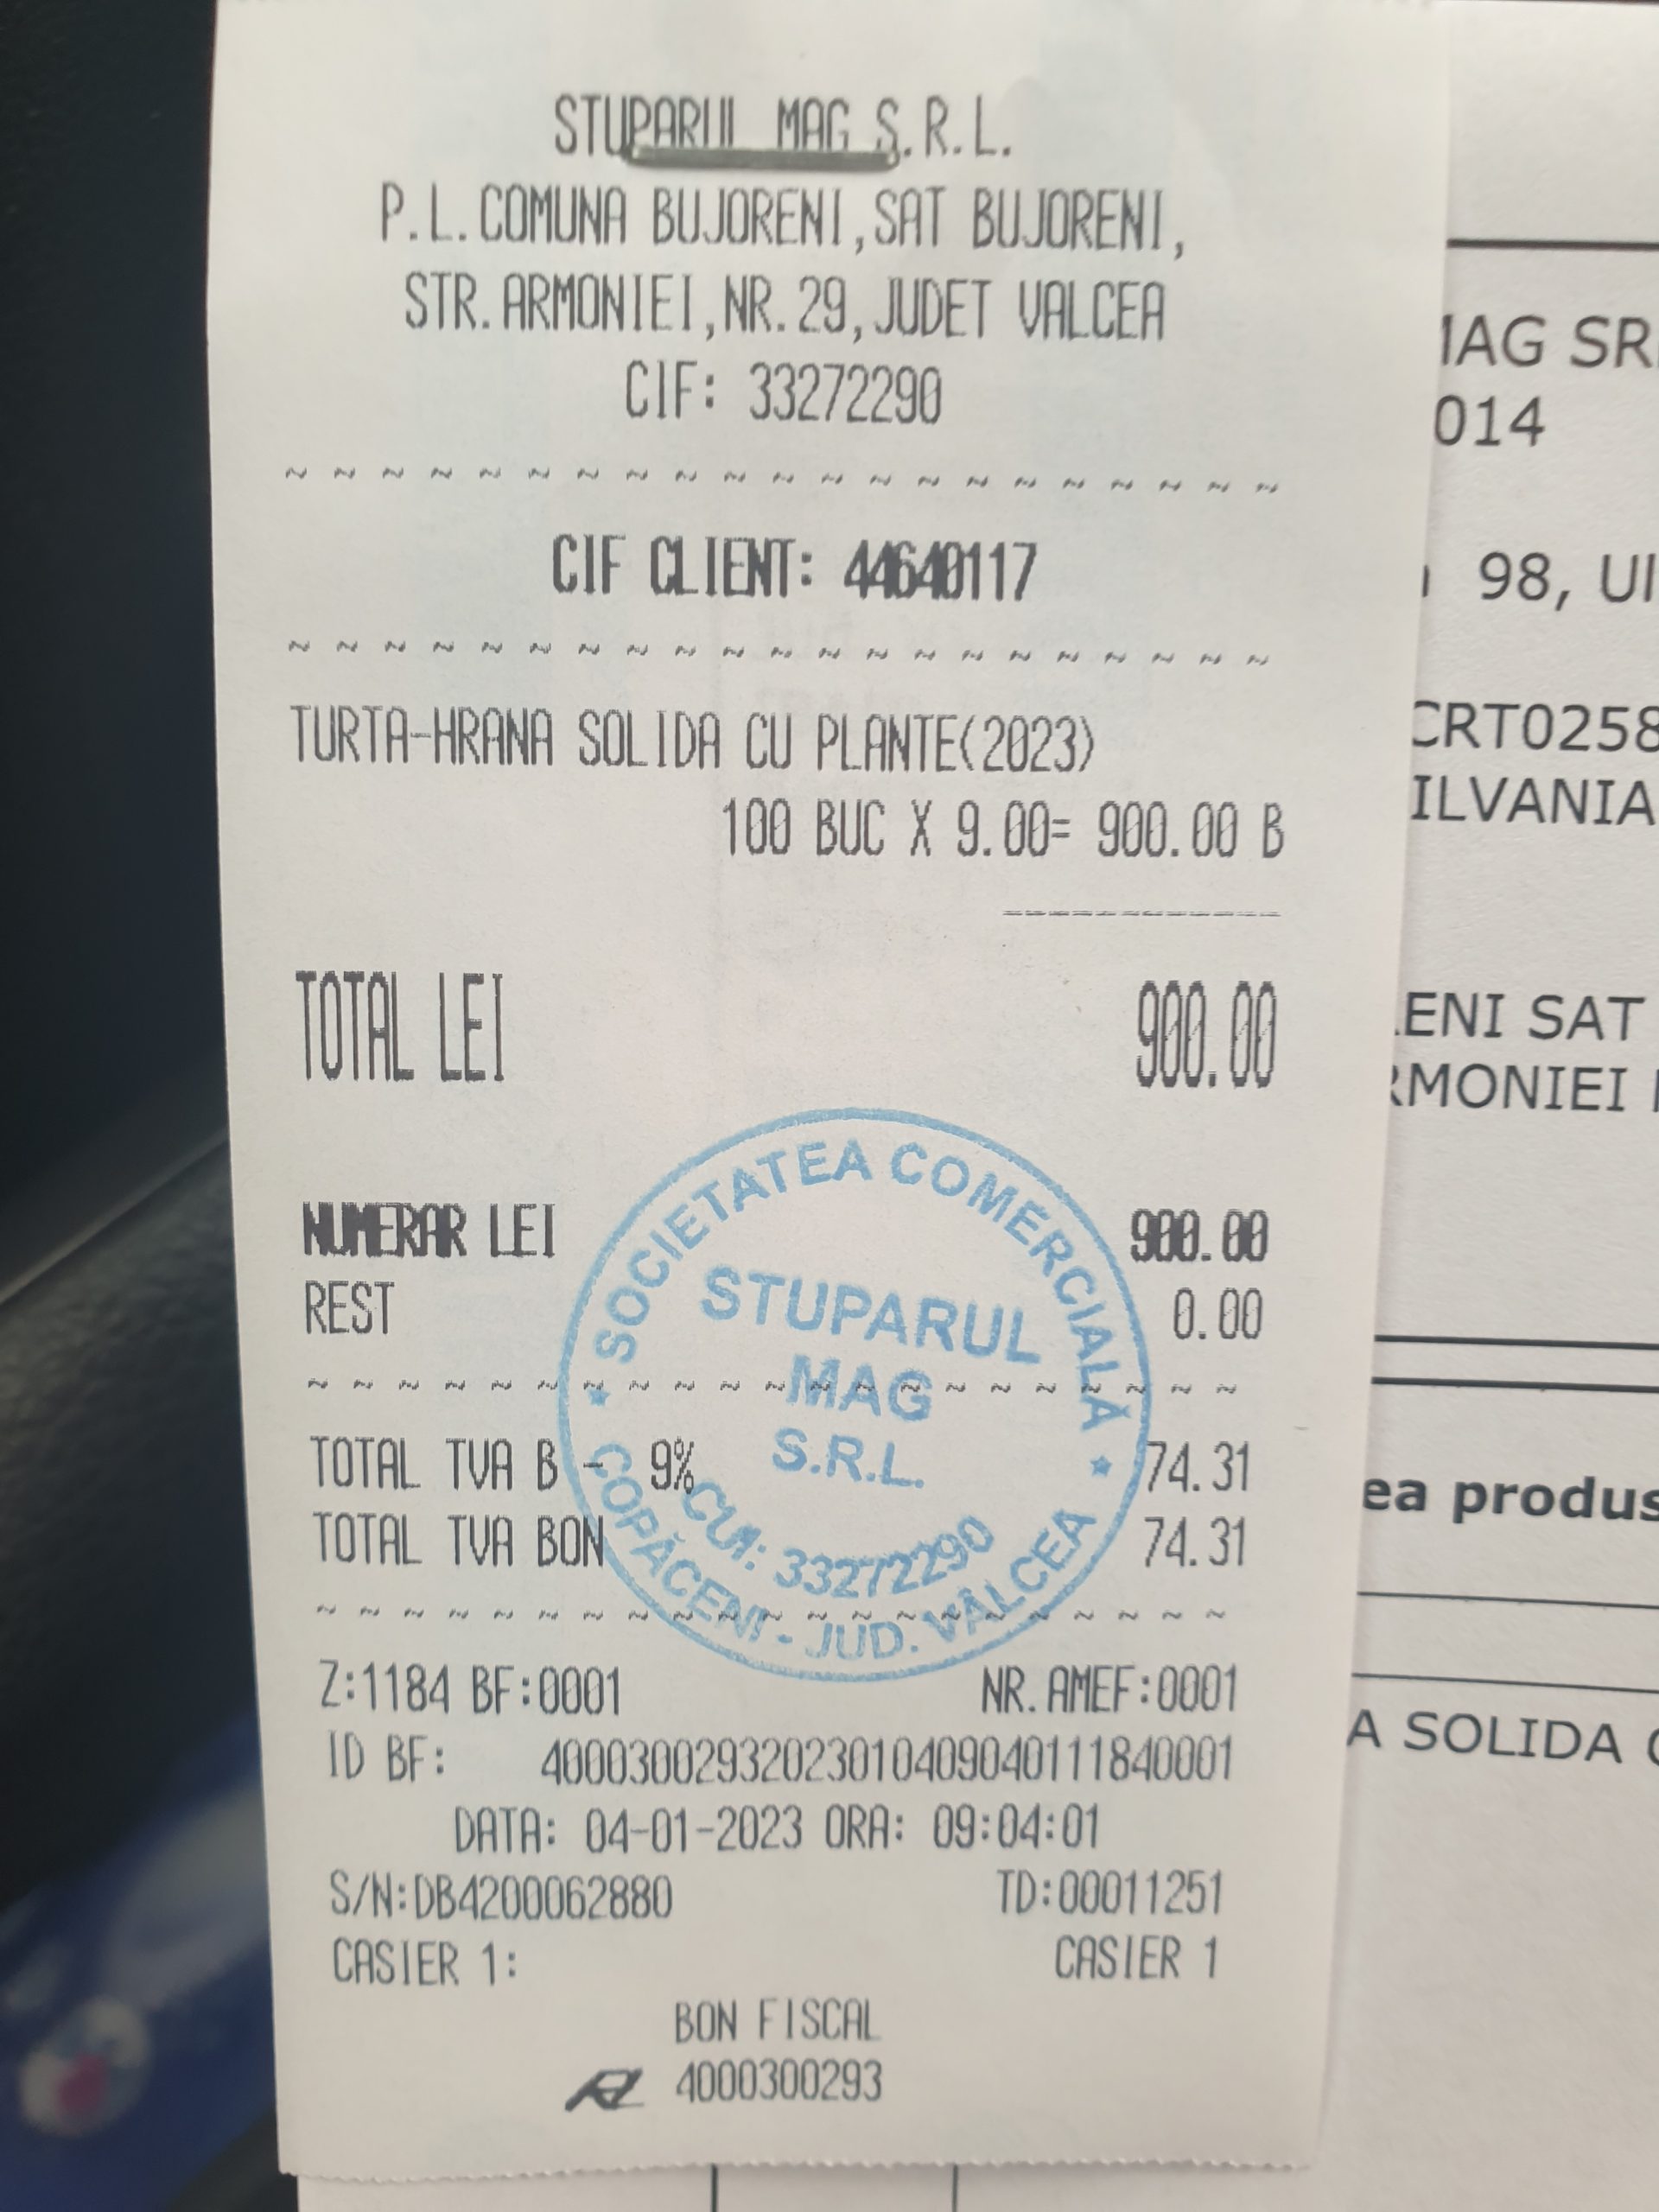 STUPARUL MAG S.R.L.
P.L.COMUNA BUJORENI,SAT BUJORENI,
STR.ARMONIEI,NR.29,JUDET VALCEA
CIF: 33272290
~ ~ ~ ~ ~ ~ ~ ~ ~ ~ ~ ~ ~ ~ ~ ~ ~ ~ ~ ~ ~
CIF CLIENT: 44640117
~ ~ ~ ~ ~ ~ ~ ~ ~ ~ ~ ~ ~ ~ ~ ~ ~ ~ ~ ~ ~
TURTA-HRANA SOLIDA CU PLANTE(2023)
100 BUC X 9.00= 900.00 B
------------
TOTAL LEI 900.00
NUMERAR LEI 900.00
REST 0.00
~ ~ ~ ~ ~ ~ ~ ~ ~ ~ ~ ~ ~ ~ ~ ~ ~ ~ ~ ~ ~
TOTAL TVA B - 9% 74.31
TOTAL TVA BON 74.31
~ ~ ~ ~ ~ ~ ~ ~ ~ ~ ~ ~ ~ ~ ~ ~ ~ ~ ~ ~ ~
Z:1184 BF:0001 NR.AMEF:0001
ID BF: 40003002932023010409040111840001
DATA: 04-01-2023 ORA: 09:04:01
S/N:DB4200062880 TD:00011251
CASIER 1: CASIER 1
BON FISCAL
4000300293
SOCIETATEA COMERCIALĂ
STUPARUL
MAG
S.R.L.
CUI: 33272290
COPĂCENI - JUD. VÂLCEA
MAG SR
014
98, Ul
CRT0258
ILVANIA
ENI SAT
RMONIEI
ea produs
A SOLIDA